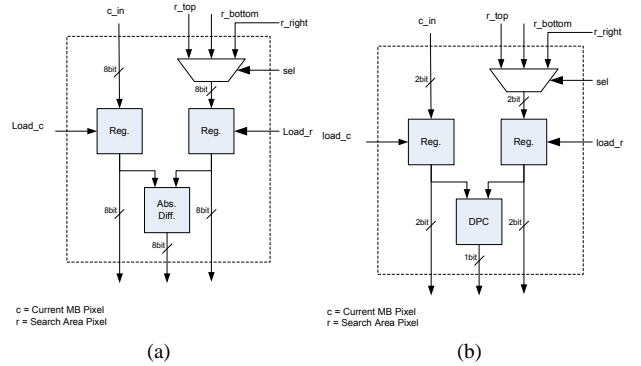 c_in
r_top
r_bottom
r_right
8bit
sel
8bit
Load_c
Reg.
Reg.
Load_r
8bit
Abs.
Diff.
8bit
8bit
c = Current MB Pixel
r = Search Area Pixel
(a)
c_in
r_top
r_bottom
r_right
2bit
sel
2bit
load_c
Reg.
Reg.
load_r
2bit
DPC
2bit
1bit
c = Current MB Pixel
r = Search Area Pixel
(b)